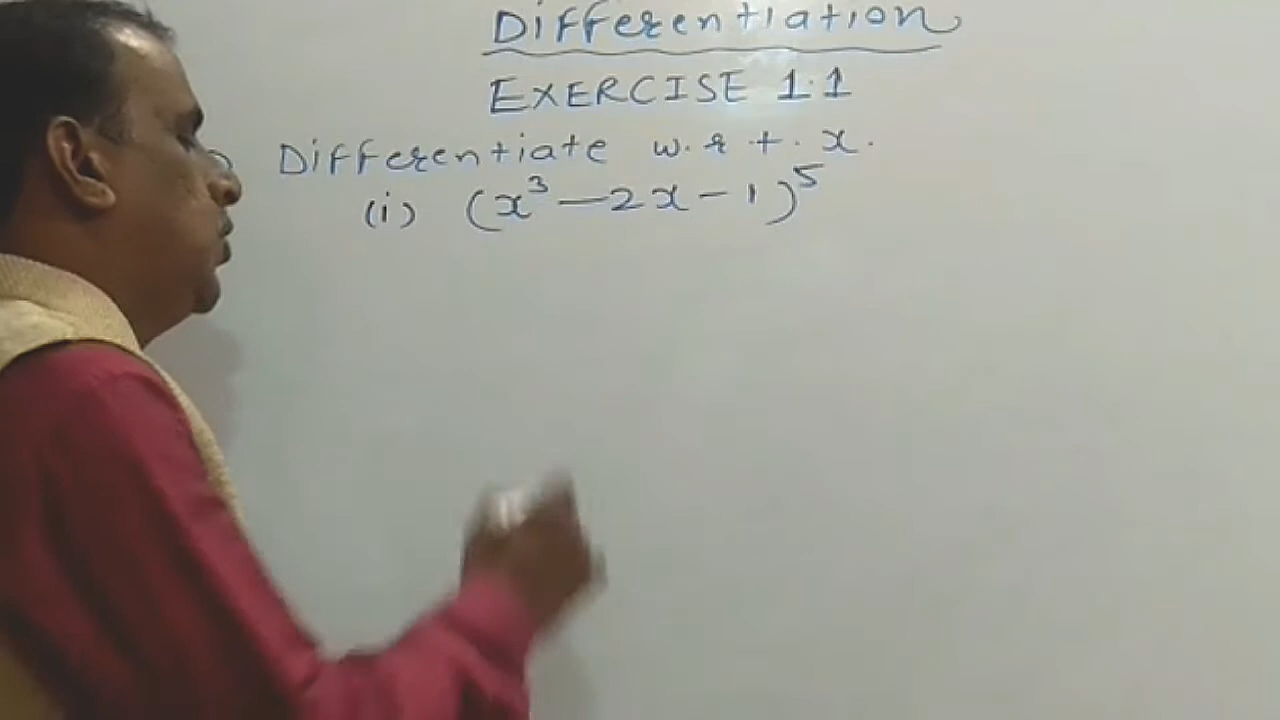 Differentiation
EXERCISE 1.1
Differentiate w.r.t. x.
(i) (x³ – 2x – 1)⁵